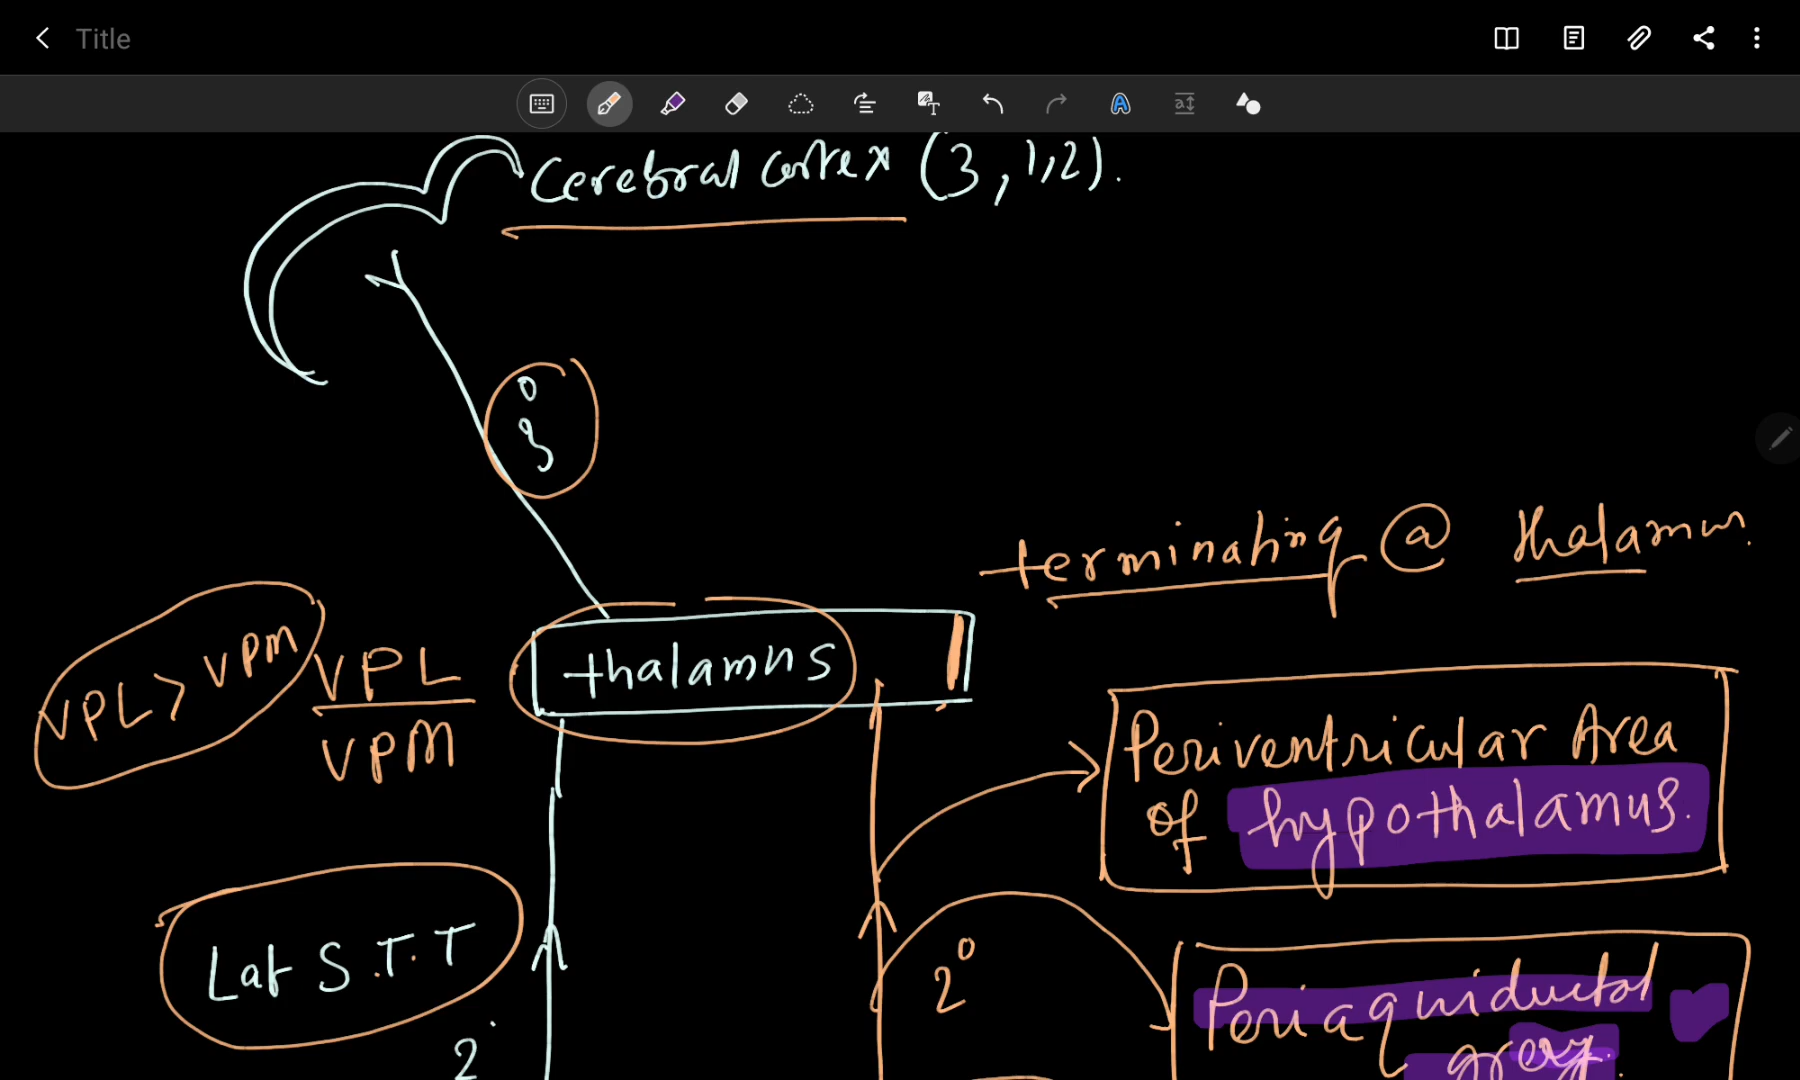 Title
Cerebral cortex (3,1,2).
3°
terminating @ thalamus.
VPL > VPM
VPL
VPM
thalamus
Periventricular Area
of hypothalamus.
Lat S.T.T
2°
2°
Periaquiductal
grey.